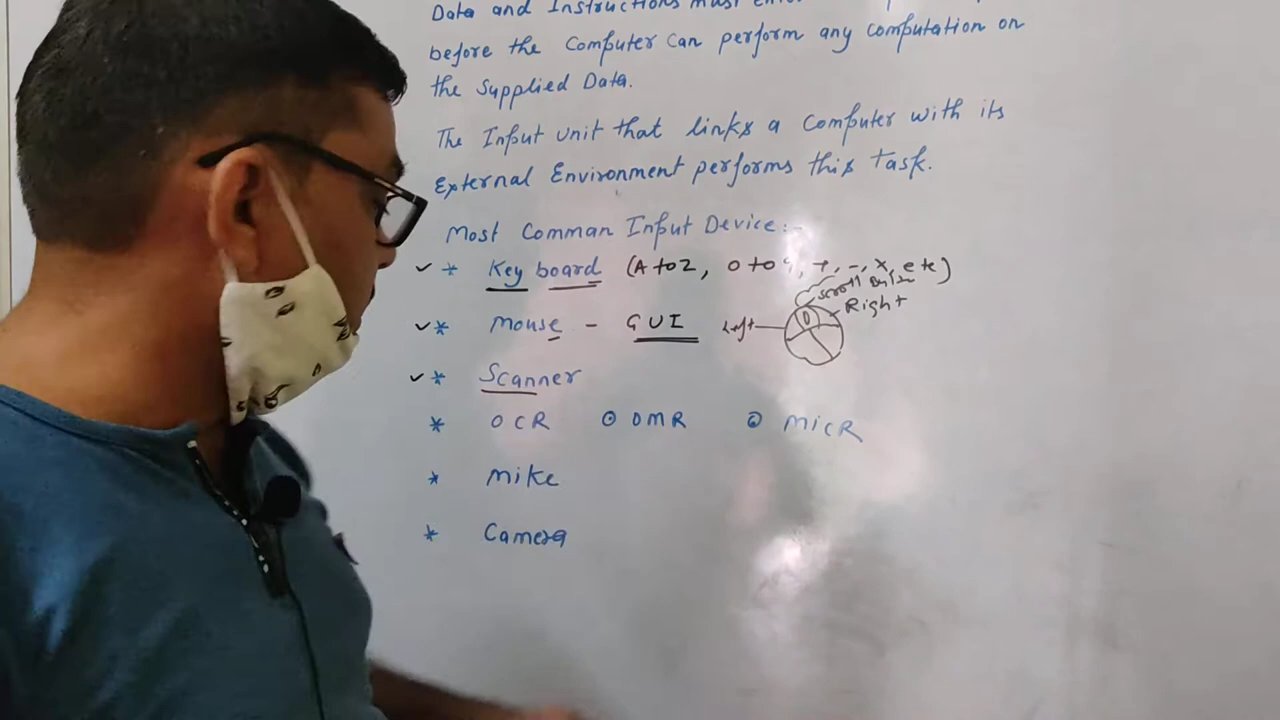 Data and Instructions must
before the Computer can perform any computation on
the supplied Data.
The Input unit that links a Computer with its
External Environment performs this task.
Most Comman Input Device:-
✓ * Key board (A to Z, 0 to 9, +, -, ×, etc)
scroll
Right
✓ * Mouse - GUI Left
✓ * Scanner
* OCR ⊙ OMR ⊙ MICR
* Mike
* Camera